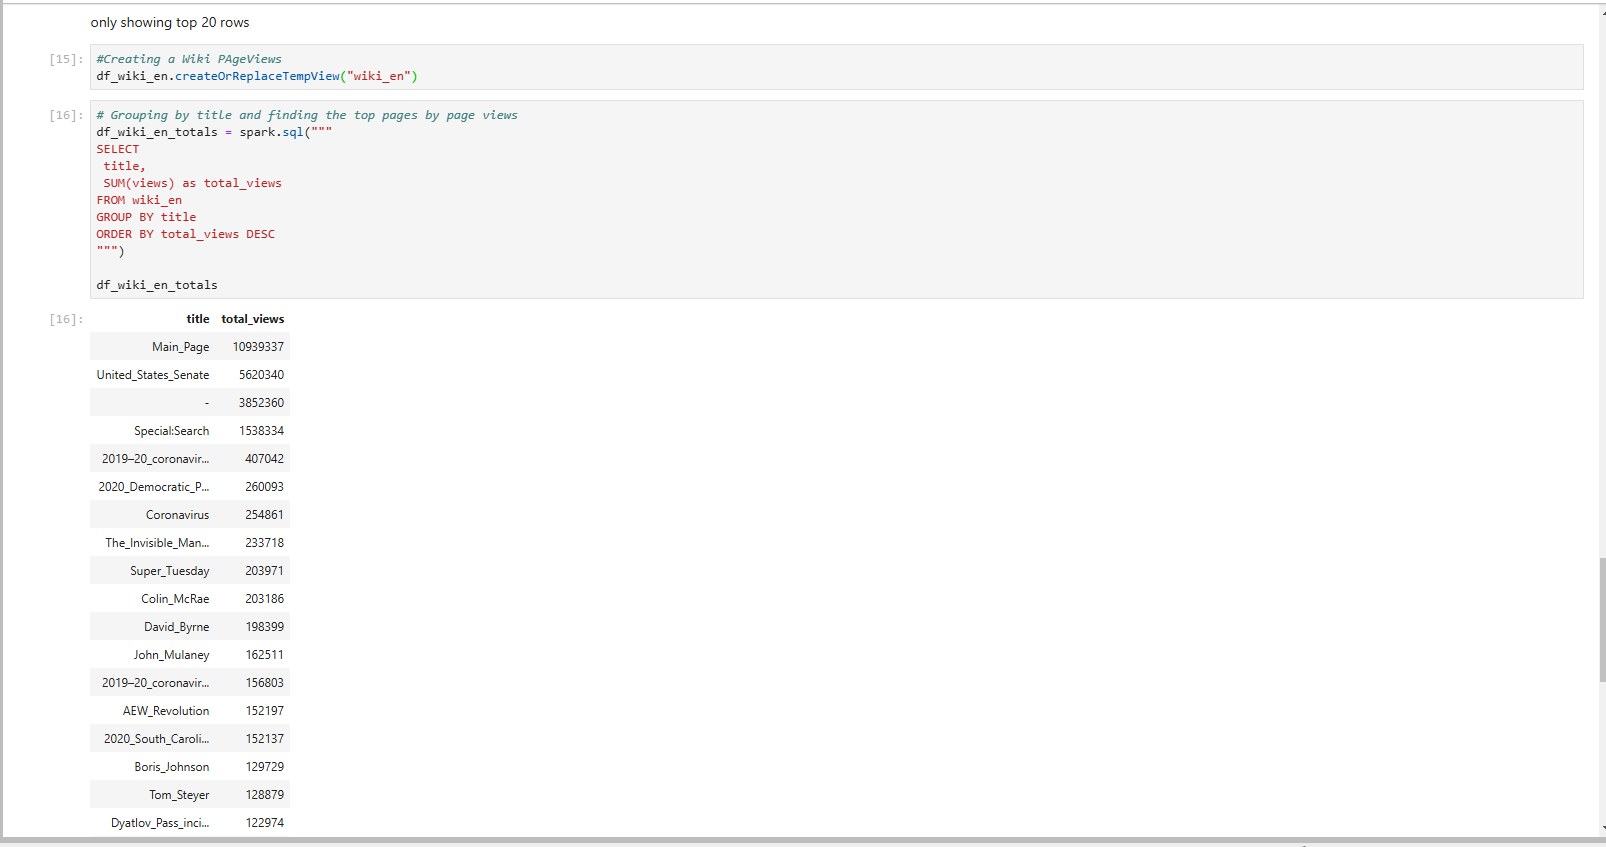 only showing top 20 rows
[15]:
#Creating a Wiki PAgeViews
df_wiki_en.createOrReplaceTempView("wiki_en")
[16]:
# Grouping by title and finding the top pages by page views
df_wiki_en_totals = spark.sql("""
SELECT
 title,
 SUM(views) as total_views
FROM wiki_en
GROUP BY title
ORDER BY total_views DESC
""")
df_wiki_en_totals
[16]:
title total_views
Main_Page 10939337
United_States_Senate 5620340
- 3852360
Special:Search 1538334
2019–20_coronavir... 407042
2020_Democratic_P... 260093
Coronavirus 254861
The_Invisible_Man... 233718
Super_Tuesday 203971
Colin_McRae 203186
David_Byrne 198399
John_Mulaney 162511
2019–20_coronavir... 156803
AEW_Revolution 152197
2020_South_Caroli... 152137
Boris_Johnson 129729
Tom_Steyer 128879
Dyatlov_Pass_inci... 122974